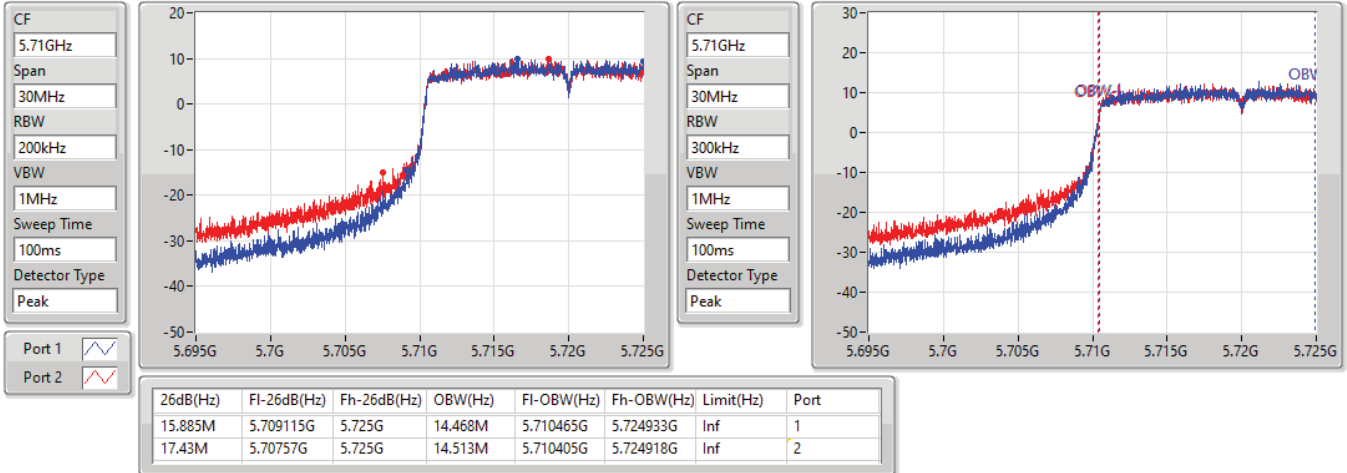 CF
5.71GHz
Span
30MHz
RBW
200kHz
VBW
1MHz
Sweep Time
100ms
Detector Type
Peak
Port 1
Port 2
20-
10-
0-
-10-
-20-
-30-
-40-
-50-
5.695G 5.7G 5.705G 5.71G 5.715G 5.72G 5.725G
CF
5.71GHz
Span
30MHz
RBW
300kHz
VBW
1MHz
Sweep Time
100ms
Detector Type
Peak
30-
20-
10-
0-
-10-
-20-
-30-
-40-
-50-
OBW-L
OBW
5.695G 5.7G 5.705G 5.71G 5.715G 5.72G 5.725G
26dB(Hz) Fl-26dB(Hz) Fh-26dB(Hz) OBW(Hz) Fl-OBW(Hz) Fh-OBW(Hz) Limit(Hz) Port
15.885M 5.709115G 5.725G 14.468M 5.710465G 5.724933G Inf 1
17.43M 5.70757G 5.725G 14.513M 5.710405G 5.724918G Inf 2